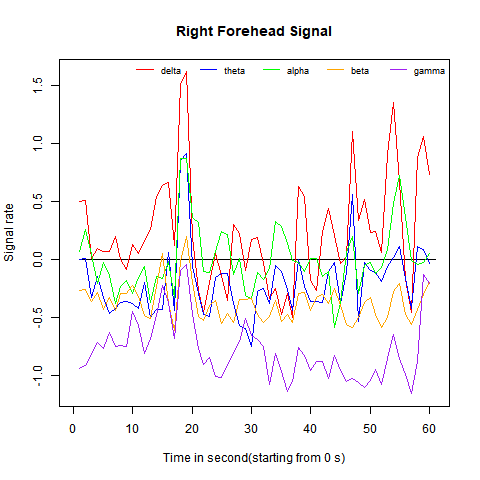 Right Forehead Signal
delta theta alpha beta gamma
Signal rate
1.5
1.0
0.5
0.0
-0.5
-1.0
0 10 20 30 40 50 60
Time in second(starting from 0 s)